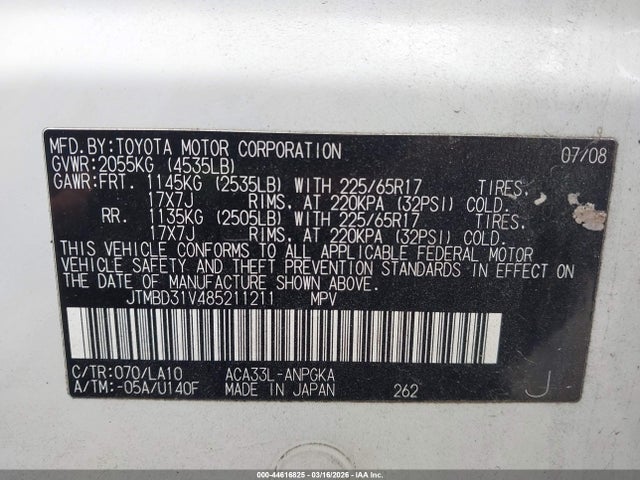 MFD.BY:TOYOTA MOTOR CORPORATION 07/08
GVWR:2055KG (4535LB)
GAWR:FRT. 1145KG (2535LB) WITH 225/65R17 TIRES,
17X7J RIMS, AT 220KPA (32PSI) COLD.
RR. 1135KG (2505LB) WITH 225/65R17 TIRES,
17X7J RIMS, AT 220KPA (32PSI) COLD.
THIS VEHICLE CONFORMS TO ALL APPLICABLE FEDERAL MOTOR
VEHICLE SAFETY AND THEFT PREVENTION STANDARDS IN EFFECT ON
THE DATE OF MANUFACTURE SHOWN ABOVE.
JTMBD31V485211211 MPV
C/TR:070/LA10 ACA33L-ANPGKA
A/TM:-05A/U140F MADE IN JAPAN 262 J
000-44616825 - 03/16/2026 - IAA Corp.